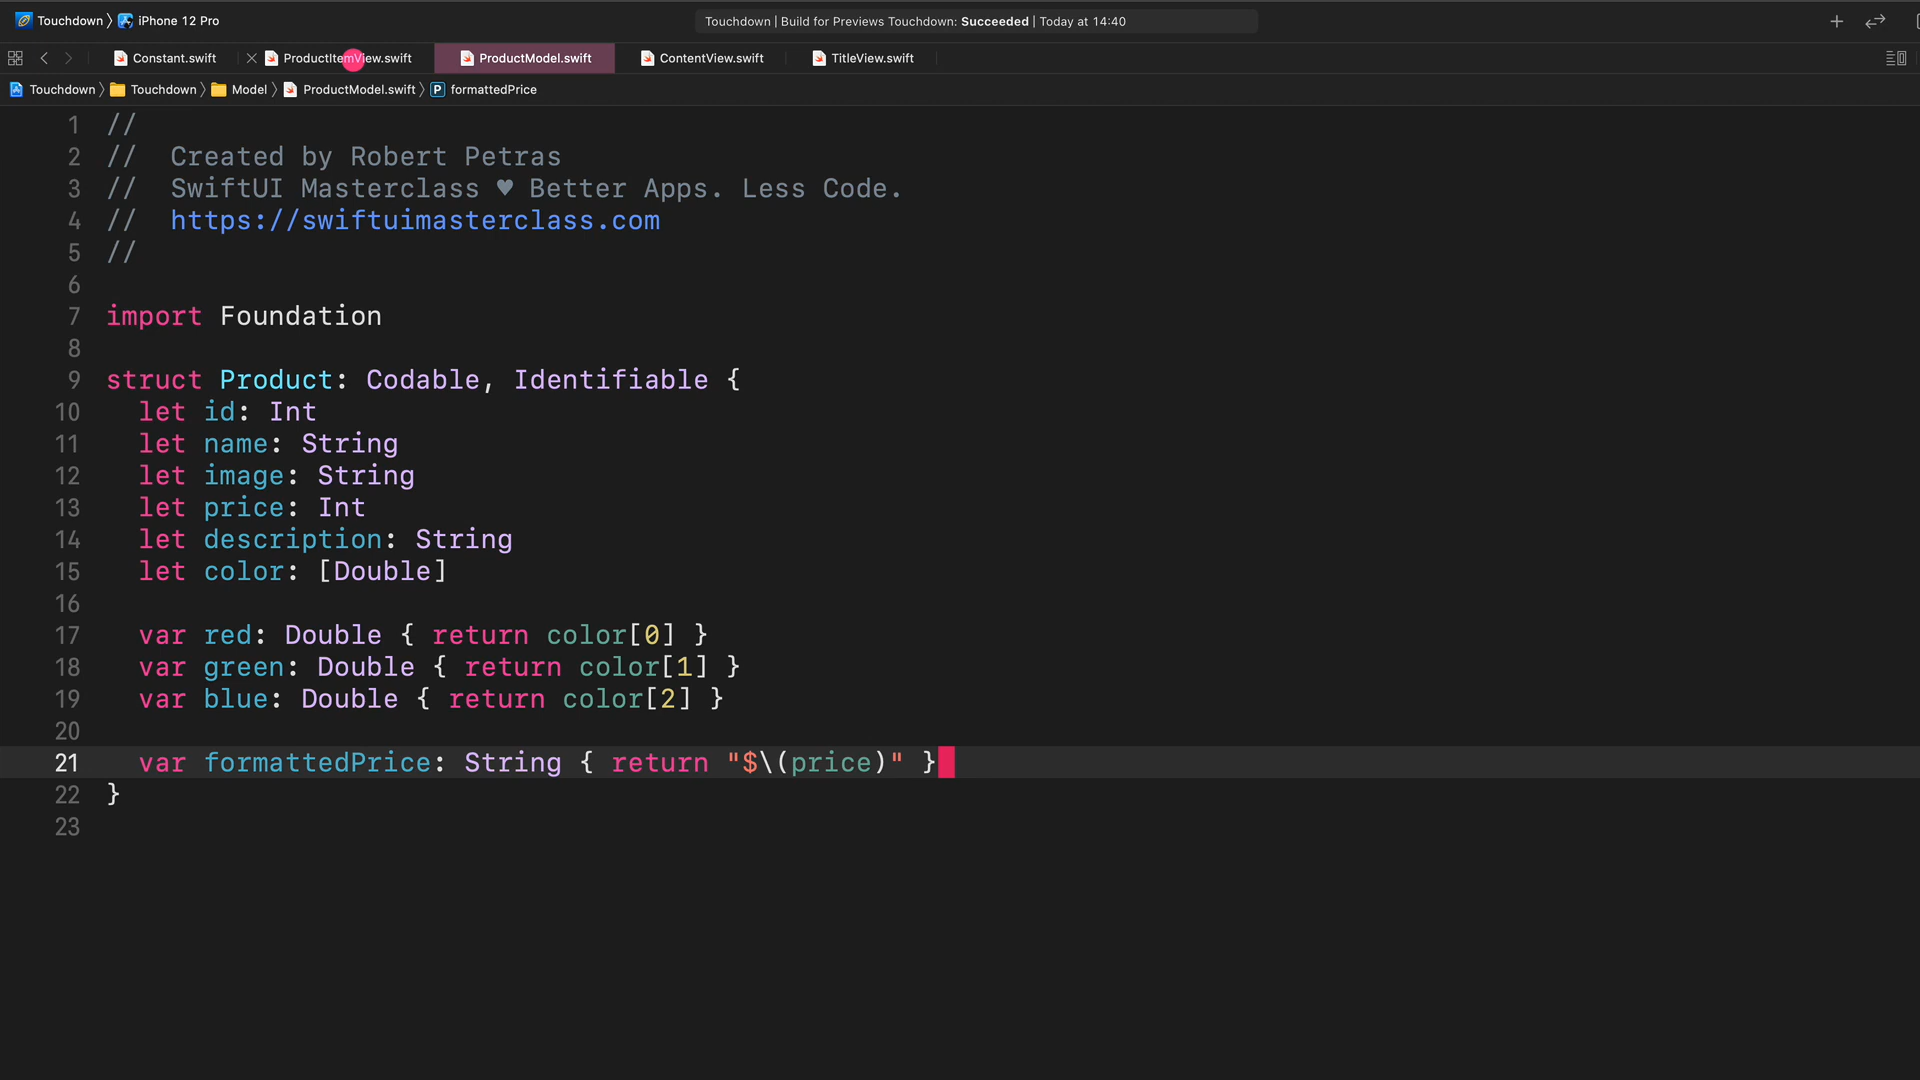 Touchdown 〉 iPhone 12 Pro
Touchdown | Build for Previews Touchdown: Succeeded | Today at 14:40
Constant.swift
ProductItemView.swift
ProductModel.swift
ContentView.swift
TitleView.swift
Touchdown 〉 Touchdown 〉 Model 〉 ProductModel.swift 〉 P formattedPrice
1 //
2 //  Created by Robert Petras
3 //  SwiftUI Masterclass ♥ Better Apps. Less Code.
4 //  https://swiftuimasterclass.com
5 //
6
7 import Foundation
8
9 struct Product: Codable, Identifiable {
10   let id: Int
11   let name: String
12   let image: String
13   let price: Int
14   let description: String
15   let color: [Double]
16
17   var red: Double { return color[0] }
18   var green: Double { return color[1] }
19   var blue: Double { return color[2] }
20
21   var formattedPrice: String { return "$\(price)" }
22 }
23